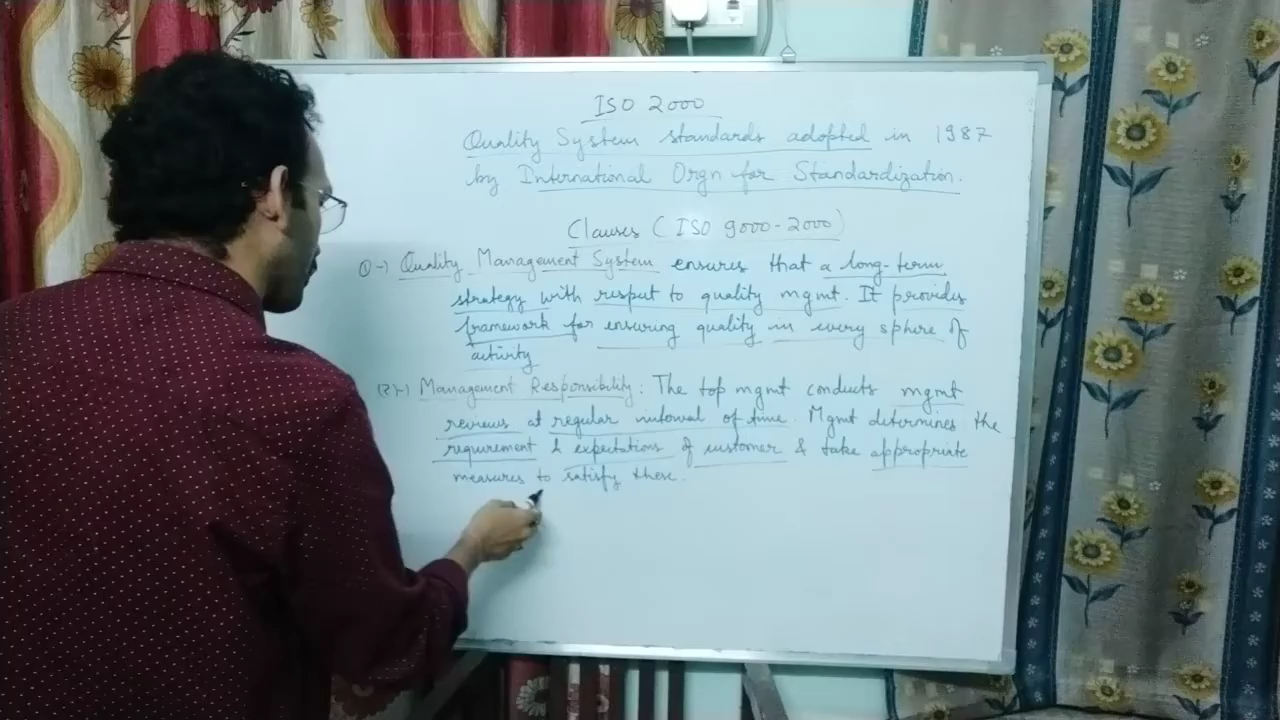 ISO 2000
Quality System standards adopted in 1987
by International Orgn for Standardization.
Clauses (ISO 9000-2000)
(1)-) Quality Management System ensures that a long-term
strategy with respect to quality mgmt. It provides
framework for ensuring quality in every sphere of
activity
(2)-) Management Responsibility: The top mgmt conducts mgmt
reviews at regular interval of time. Mgmt determines the
requirement & expectations of customer & take appropriate
measures to satisfy these.